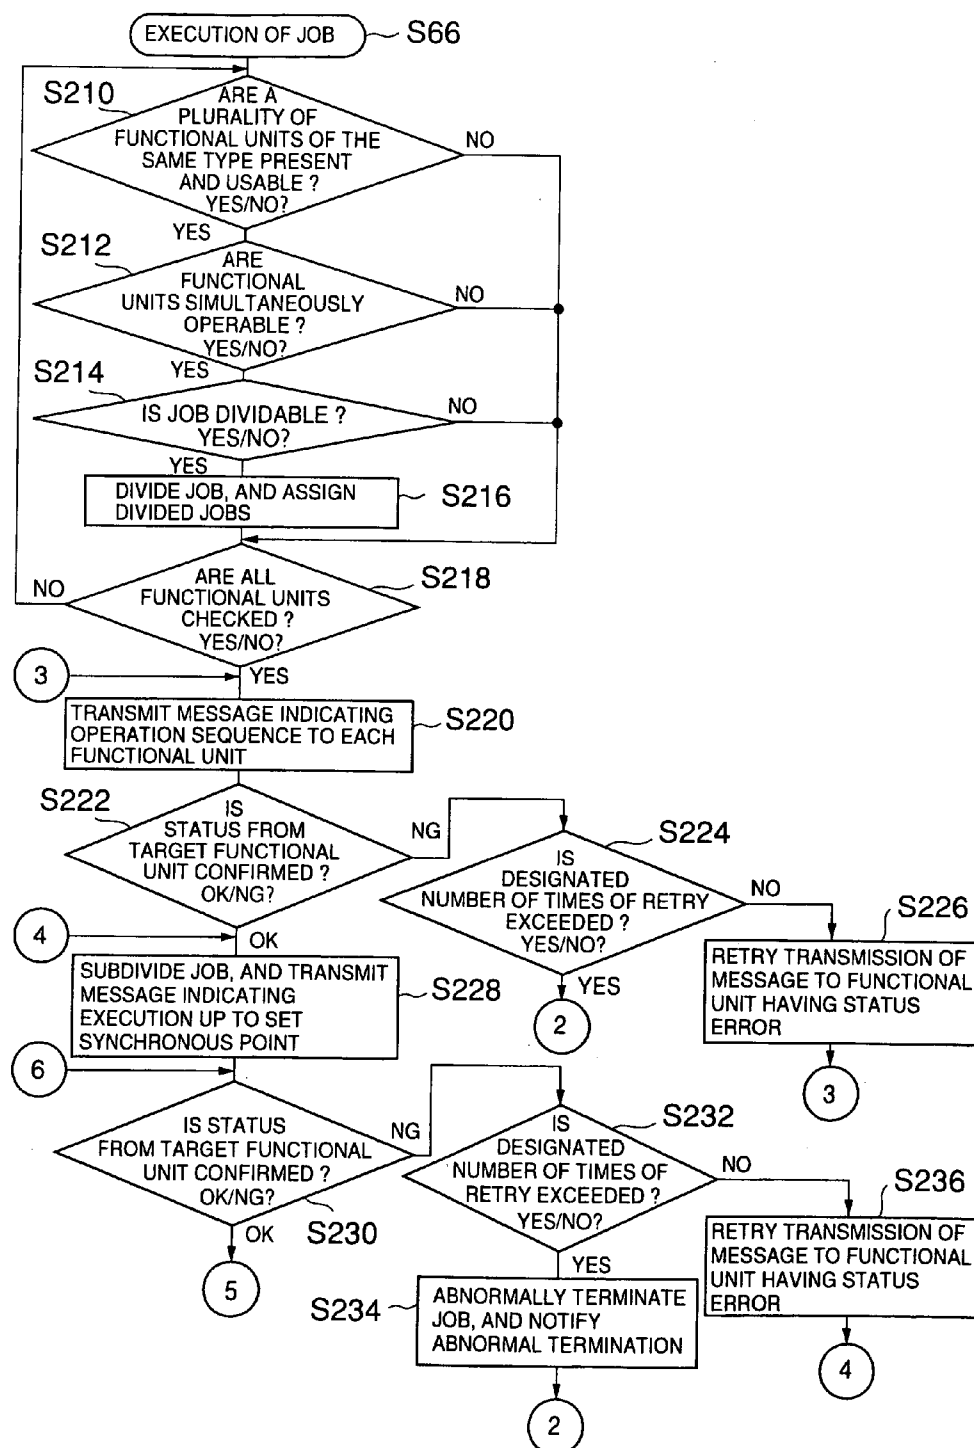 EXECUTION OF JOB
S66
S210
ARE A
PLURALITY OF
FUNCTIONAL UNITS OF THE
SAME TYPE PRESENT
AND USABLE ?
YES/NO?
NO
YES
S212
ARE
FUNCTIONAL
UNITS SIMULTANEOUSLY
OPERABLE ?
YES/NO?
NO
YES
S214
IS JOB DIVIDABLE ?
YES/NO?
NO
YES
DIVIDE JOB, AND ASSIGN
DIVIDED JOBS
S216
NO
ARE ALL
FUNCTIONAL UNITS
CHECKED ?
YES/NO?
S218
3
YES
TRANSMIT MESSAGE INDICATING
OPERATION SEQUENCE TO EACH
FUNCTIONAL UNIT
S220
S222
IS
STATUS FROM
TARGET FUNCTIONAL
UNIT CONFIRMED ?
OK/NG?
NG
S224
IS
DESIGNATED
NUMBER OF TIMES OF RETRY
EXCEEDED ?
YES/NO?
NO
S226
RETRY TRANSMISSION OF
MESSAGE TO FUNCTIONAL
UNIT HAVING STATUS
ERROR
3
YES
2
4
OK
SUBDIVIDE JOB, AND TRANSMIT
MESSAGE INDICATING
EXECUTION UP TO SET
SYNCHRONOUS POINT
S228
6
IS STATUS
FROM TARGET FUNCTIONAL
UNIT CONFIRMED ?
OK/NG?
NG
S230
OK
5
S232
IS
DESIGNATED
NUMBER OF TIMES OF
RETRY EXCEEDED ?
YES/NO?
NO
S236
RETRY TRANSMISSION OF
MESSAGE TO FUNCTIONAL
UNIT HAVING STATUS
ERROR
4
YES
S234
ABNORMALLY TERMINATE
JOB, AND NOTIFY
ABNORMAL TERMINATION
2